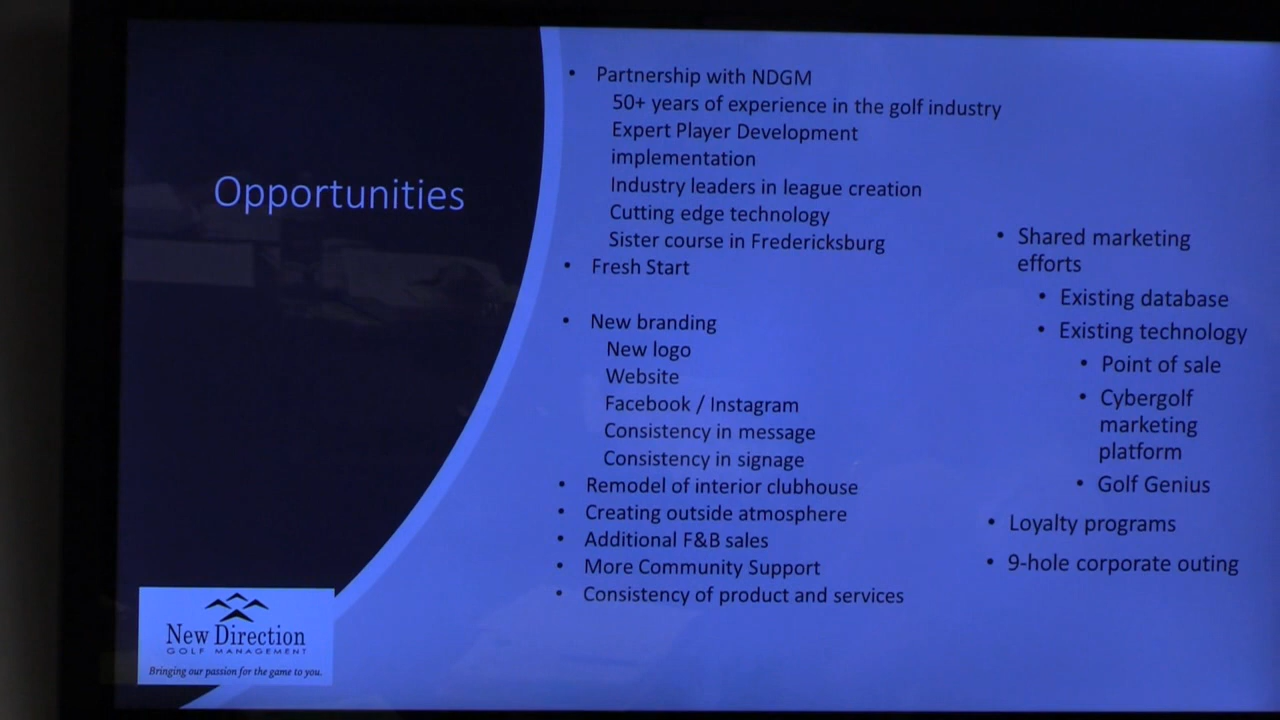 Opportunities
• Partnership with NDGM
50+ years of experience in the golf industry
Expert Player Development
implementation
Industry leaders in league creation
Cutting edge technology
Sister course in Fredericksburg
• Fresh Start
• New branding
New logo
Website
Facebook / Instagram
Consistency in message
Consistency in signage
• Remodel of interior clubhouse
• Creating outside atmosphere
• Additional F&B sales
• More Community Support
• Consistency of product and services
• Shared marketing
efforts
• Existing database
• Existing technology
• Point of sale
• Cybergolf
marketing
platform
• Golf Genius
• Loyalty programs
• 9-hole corporate outing
New Direction
GOLF MANAGEMENT
Bringing our passion for the game to you.